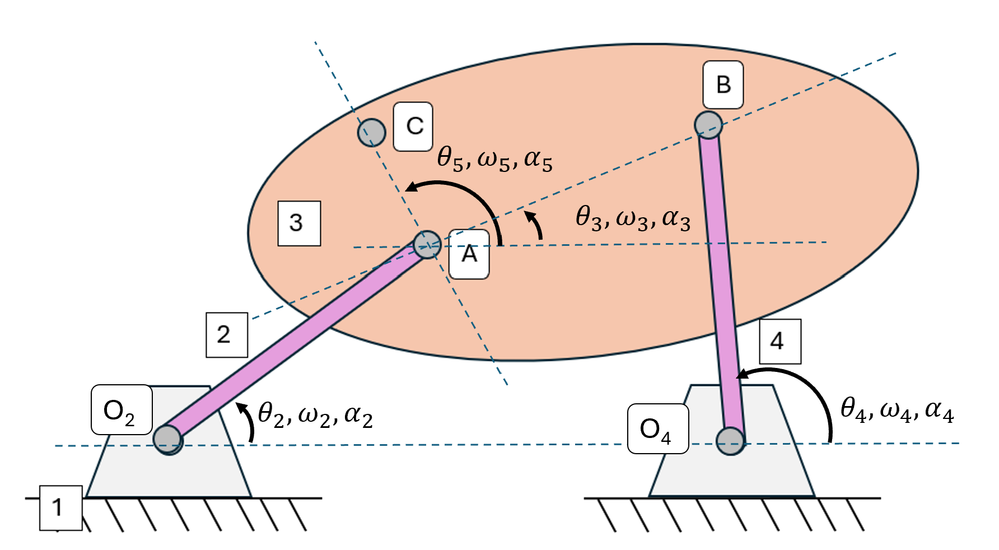 B
C
θ₅, ω₅, α₅
3
θ₃, ω₃, α₃
A
2
4
O₂
θ₂, ω₂, α₂
O₄
θ₄, ω₄, α₄
1